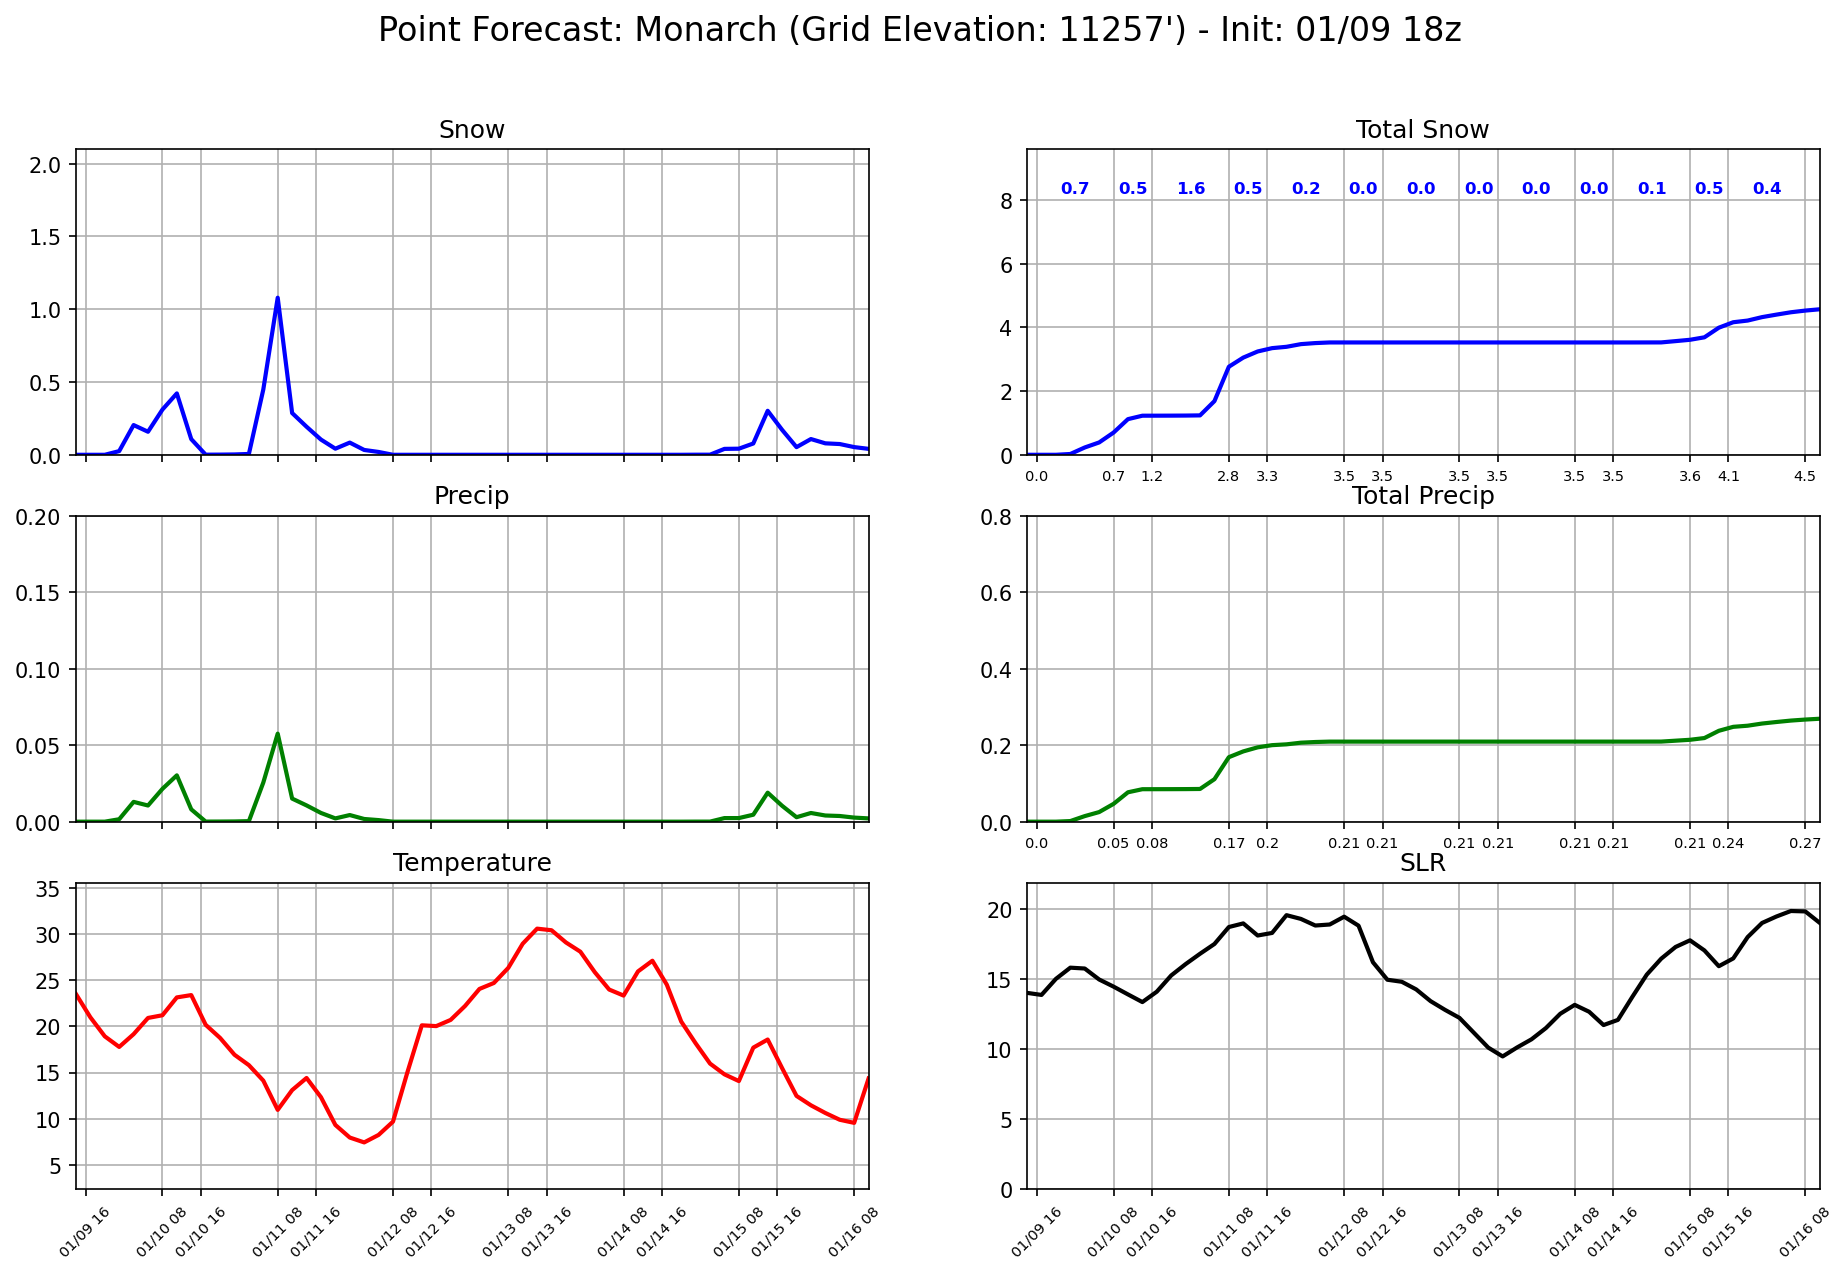 Point Forecast: Monarch (Grid Elevation: 11257') - Init: 01/09 18z
Snow
2.0
1.5
1.0
0.5
0.0
Total Snow
0.7 0.5 1.6 0.5 0.2 0.0 0.0 0.0 0.0 0.0 0.1 0.5 0.4
8
6
4
2
0
0.0 0.7 1.2 2.8 3.3 3.5 3.5 3.5 3.5 3.5 3.5 3.6 4.1 4.5
Precip
0.20
0.15
0.10
0.05
0.00
Total Precip
0.8
0.6
0.4
0.2
0.0
0.0 0.05 0.08 0.17 0.2 0.21 0.21 0.21 0.21 0.21 0.21 0.21 0.24 0.27
Temperature
35
30
25
20
15
10
5
01/09 16 01/10 08 01/10 16 01/11 08 01/11 16 01/12 08 01/12 16 01/13 08 01/13 16 01/14 08 01/14 16 01/15 08 01/15 16 01/16 08
SLR
20
15
10
5
0
01/09 16 01/10 08 01/10 16 01/11 08 01/11 16 01/12 08 01/12 16 01/13 08 01/13 16 01/14 08 01/14 16 01/15 08 01/15 16 01/16 08